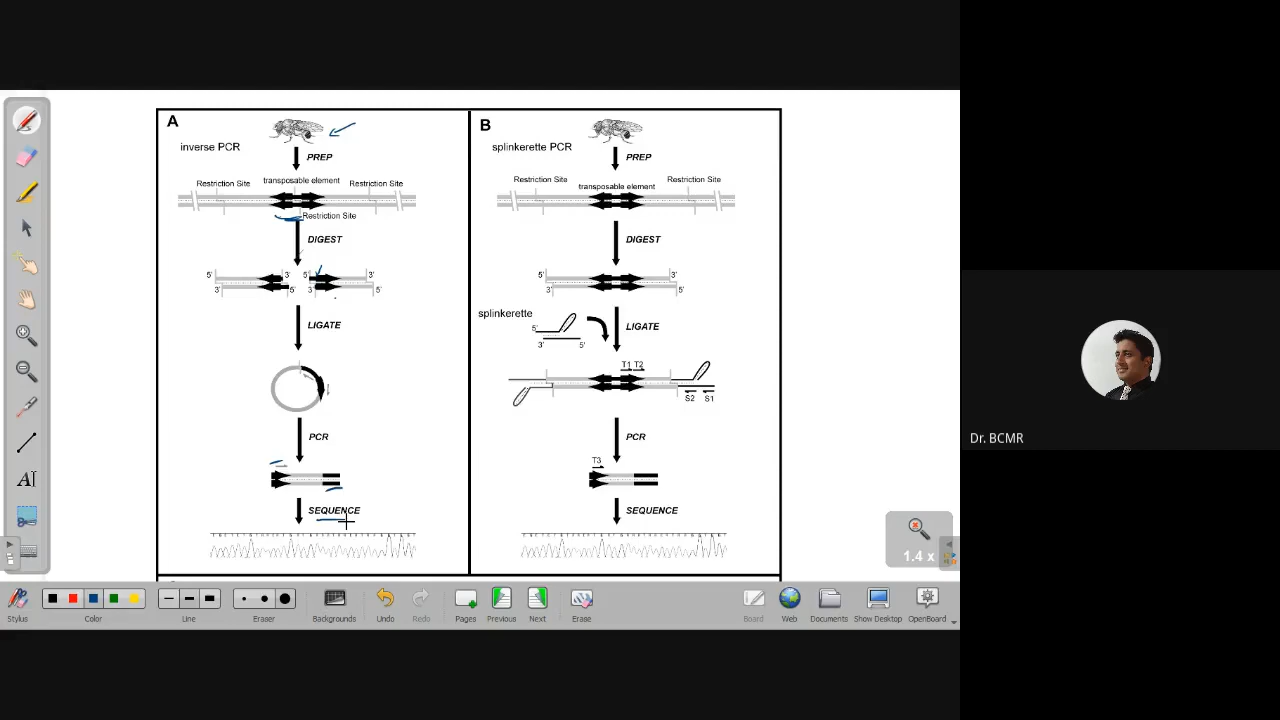 A
inverse PCR
PREP
Restriction Site
transposable element
Restriction Site
Restriction Site
DIGEST
5'
3'
5'
3'
3'
5'
3'
5'
LIGATE
PCR
SEQUENCE
B
splinkerette PCR
PREP
Restriction Site
transposable element
Restriction Site
DIGEST
5'
3'
3'
5'
splinkerette
5'
3'
5'
LIGATE
T1 T2
S2 S1
PCR
T3
SEQUENCE
Dr. BCMR
1.4 x
Stylus
Color
Line
Eraser
Backgrounds
Undo
Redo
Pages
Previous
Next
Erase
Board
Web
Documents
Show Desktop
OpenBoard